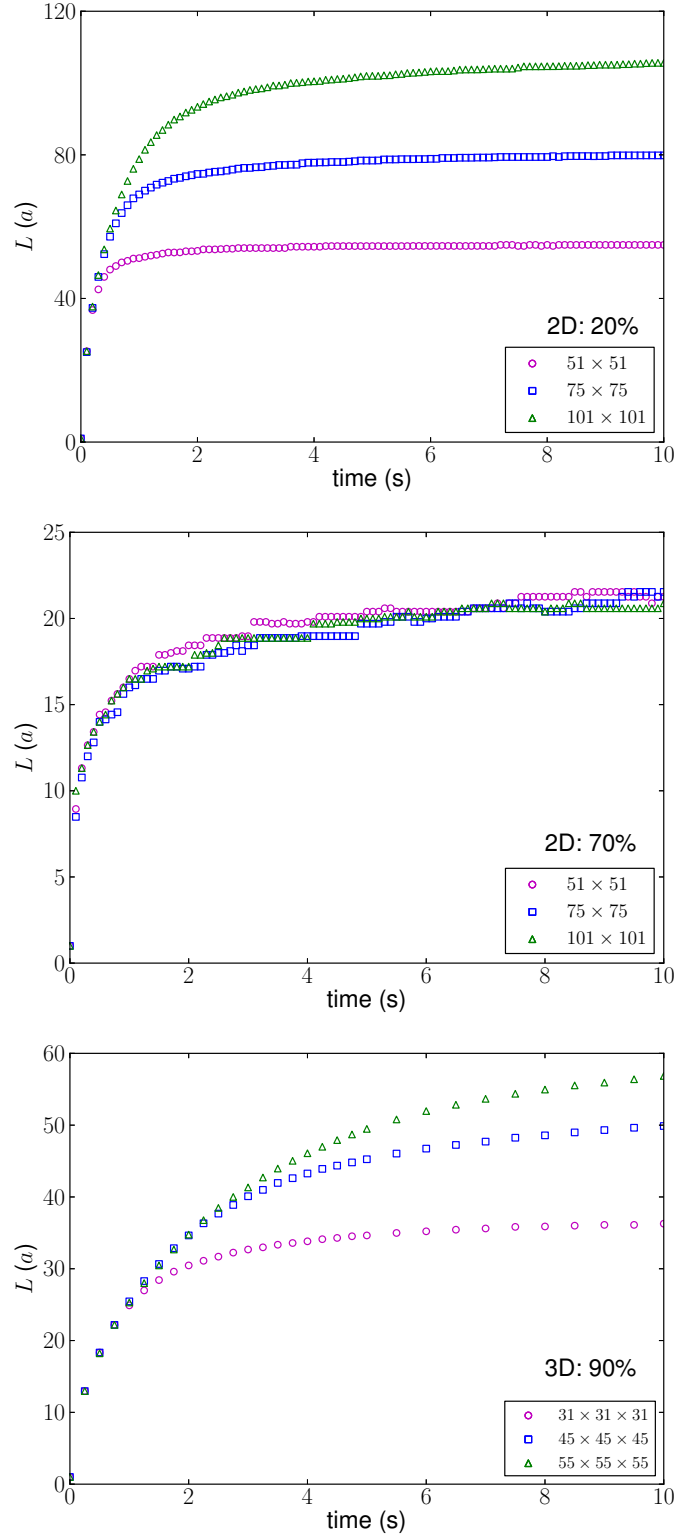 120
80
40
0
L (a)
2D: 20%
51 × 51
75 × 75
101 × 101
0 2 4 6 8 10
time (s)
25
20
15
10
5
0
L (a)
2D: 70%
51 × 51
75 × 75
101 × 101
0 2 4 6 8 10
time (s)
60
50
40
30
20
10
0
L (a)
3D: 90%
31 × 31 × 31
45 × 45 × 45
55 × 55 × 55
0 2 4 6 8 10
time (s)